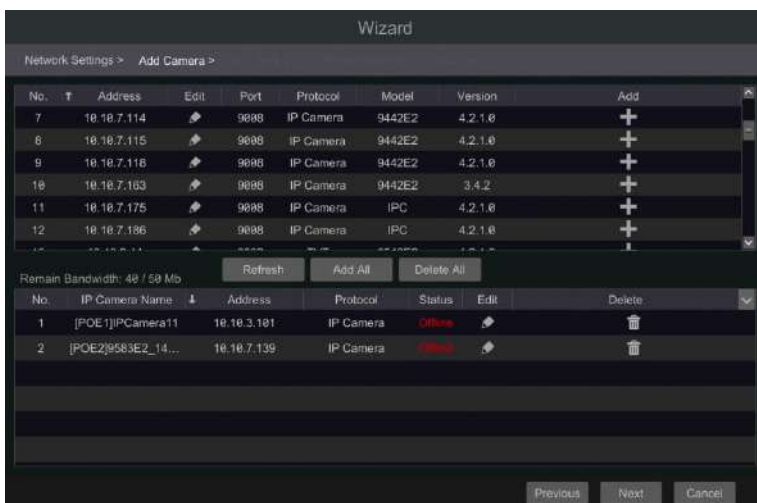 Wizard
Network Settings > Add Camera >
No. Address Edit Port Protocol Model Version Add
7 10.10.7.114 9008 IP Camera 9442E2 4.2.1.0
8 10.10.7.115 9008 IP Camera 9442E2 4.2.1.0
9 10.10.7.116 9008 IP Camera 9442E2 4.2.1.0
10 10.10.7.163 9008 IP Camera 9442E2 3.4.2
11 10.10.7.175 9008 IP Camera IPC 4.2.1.0
12 10.10.7.186 9008 IP Camera IPC 4.2.1.0
Remain Bandwidth: 40 / 50 Mb Refresh Add All Delete All
No. IP Camera Name Address Protocol Status Edit Delete
1 [POE1]IPCamera11 10.10.3.101 IP Camera Offline
2 [POE2]9583E2_14... 10.10.7.139 IP Camera Offline
Previous Next Cancel